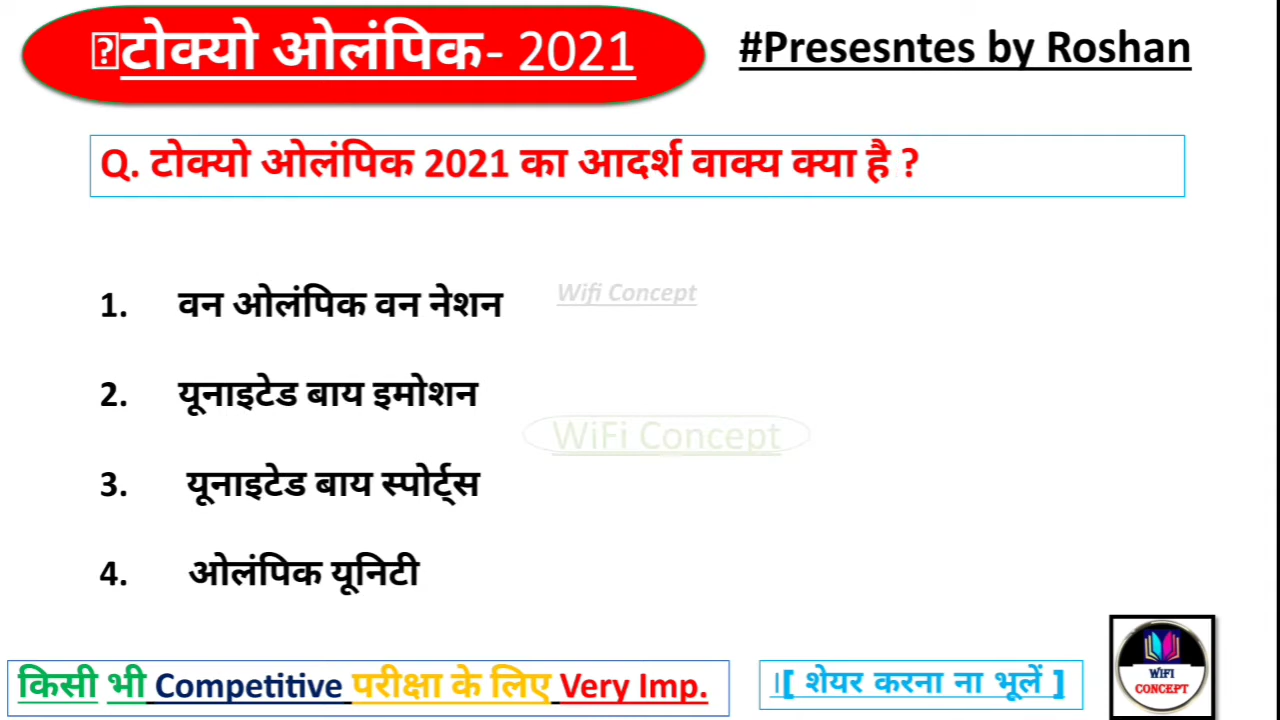 टोक्यो ओलंपिक- 2021
#Presesntes by Roshan
Q. टोक्यो ओलंपिक 2021 का आदर्श वाक्य क्या है ?
1. वन ओलंपिक वन नेशन
Wifi Concept
2. यूनाइटेड बाय इमोशन
WiFi Concept
3. यूनाइटेड बाय स्पोर्ट्स
4. ओलंपिक यूनिटी
किसी भी Competitive परीक्षा के लिए Very Imp.
।[ शेयर करना ना भूलें ]
WiFi
CONCEPT